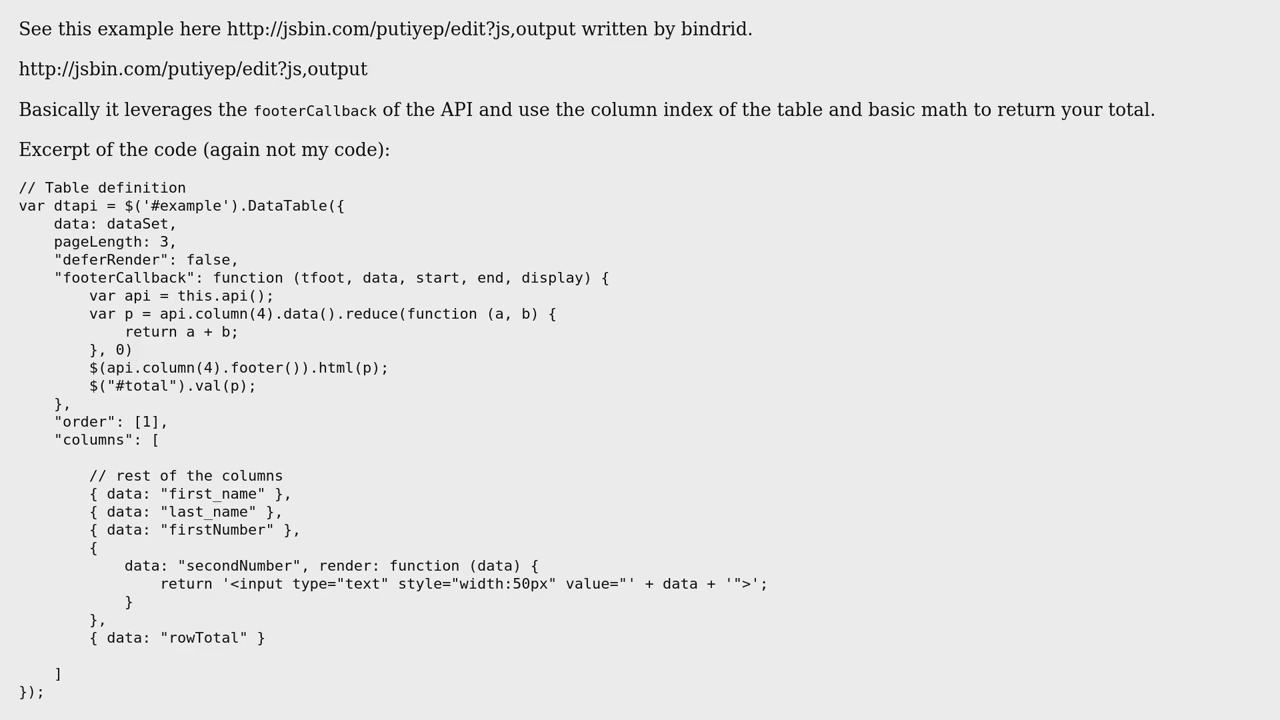 See this example here http://jsbin.com/putiyep/edit?js,output written by bindrid.
http://jsbin.com/putiyep/edit?js,output
Basically it leverages the footerCallback of the API and use the column index of the table and basic math to return your total.
Excerpt of the code (again not my code):
// Table definition
var dtapi = $('#example').DataTable({
    data: dataSet,
    pageLength: 3,
    "deferRender": false,
    "footerCallback": function (tfoot, data, start, end, display) {
        var api = this.api();
        var p = api.column(4).data().reduce(function (a, b) {
            return a + b;
        }, 0)
        $(api.column(4).footer()).html(p);
        $("#total").val(p);
    },
    "order": [1],
    "columns": [

        // rest of the columns
        { data: "first_name" },
        { data: "last_name" },
        { data: "firstNumber" },
        {
            data: "secondNumber", render: function (data) {
                return '<input type="text" style="width:50px" value="' + data + '">';
            }
        },
        { data: "rowTotal" }

    ]
});